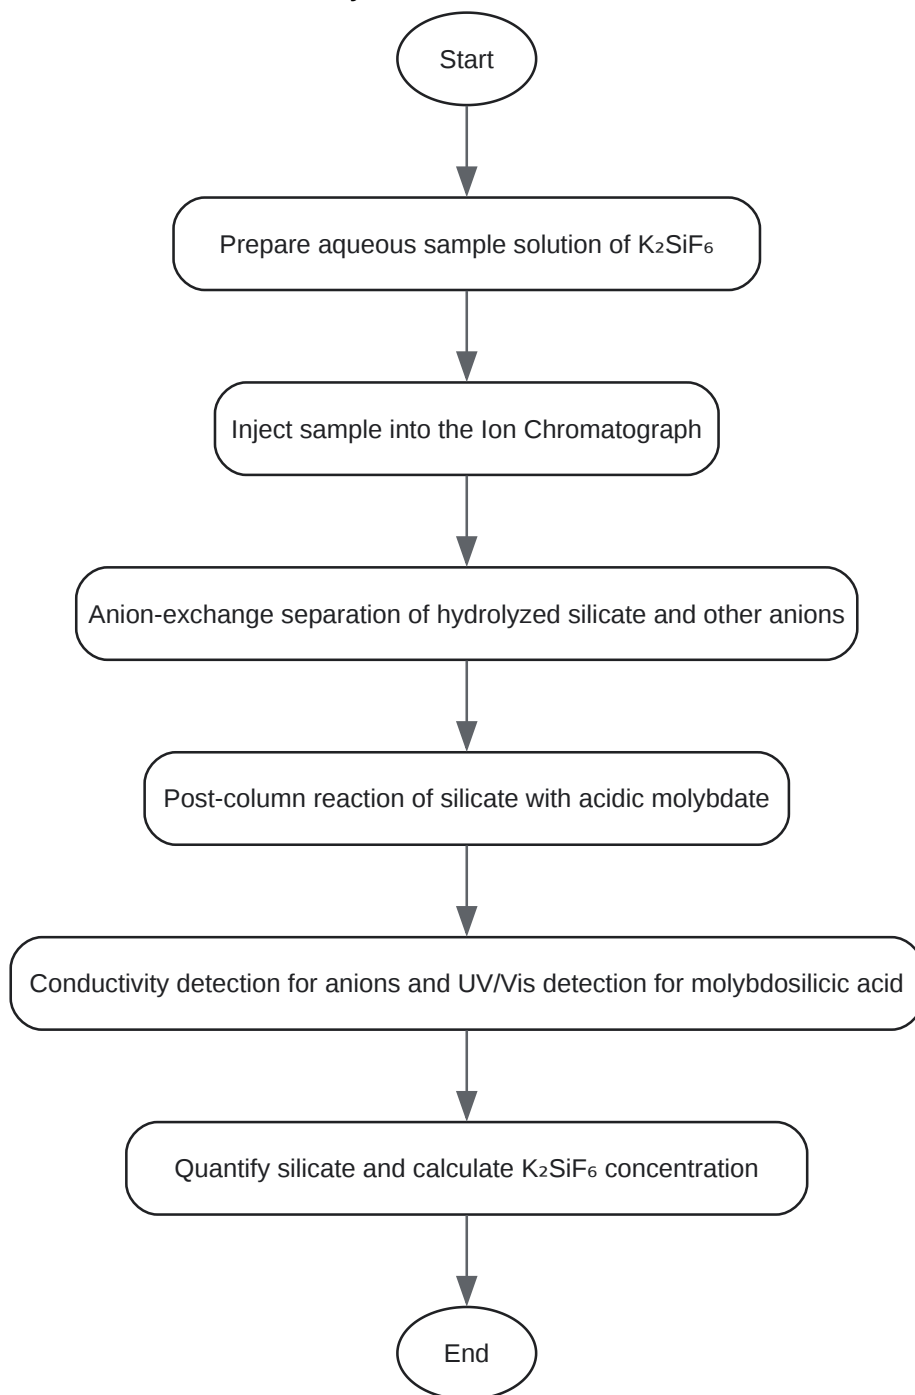 Start
Prepare aqueous sample solution of K₂SiF₆
Inject sample into the Ion Chromatograph
Anion-exchange separation of hydrolyzed silicate and other anions
Post-column reaction of silicate with acidic molybdate
Conductivity detection for anions and UV/Vis detection for molybdosilicic acid
Quantify silicate and calculate K₂SiF₆ concentration
End